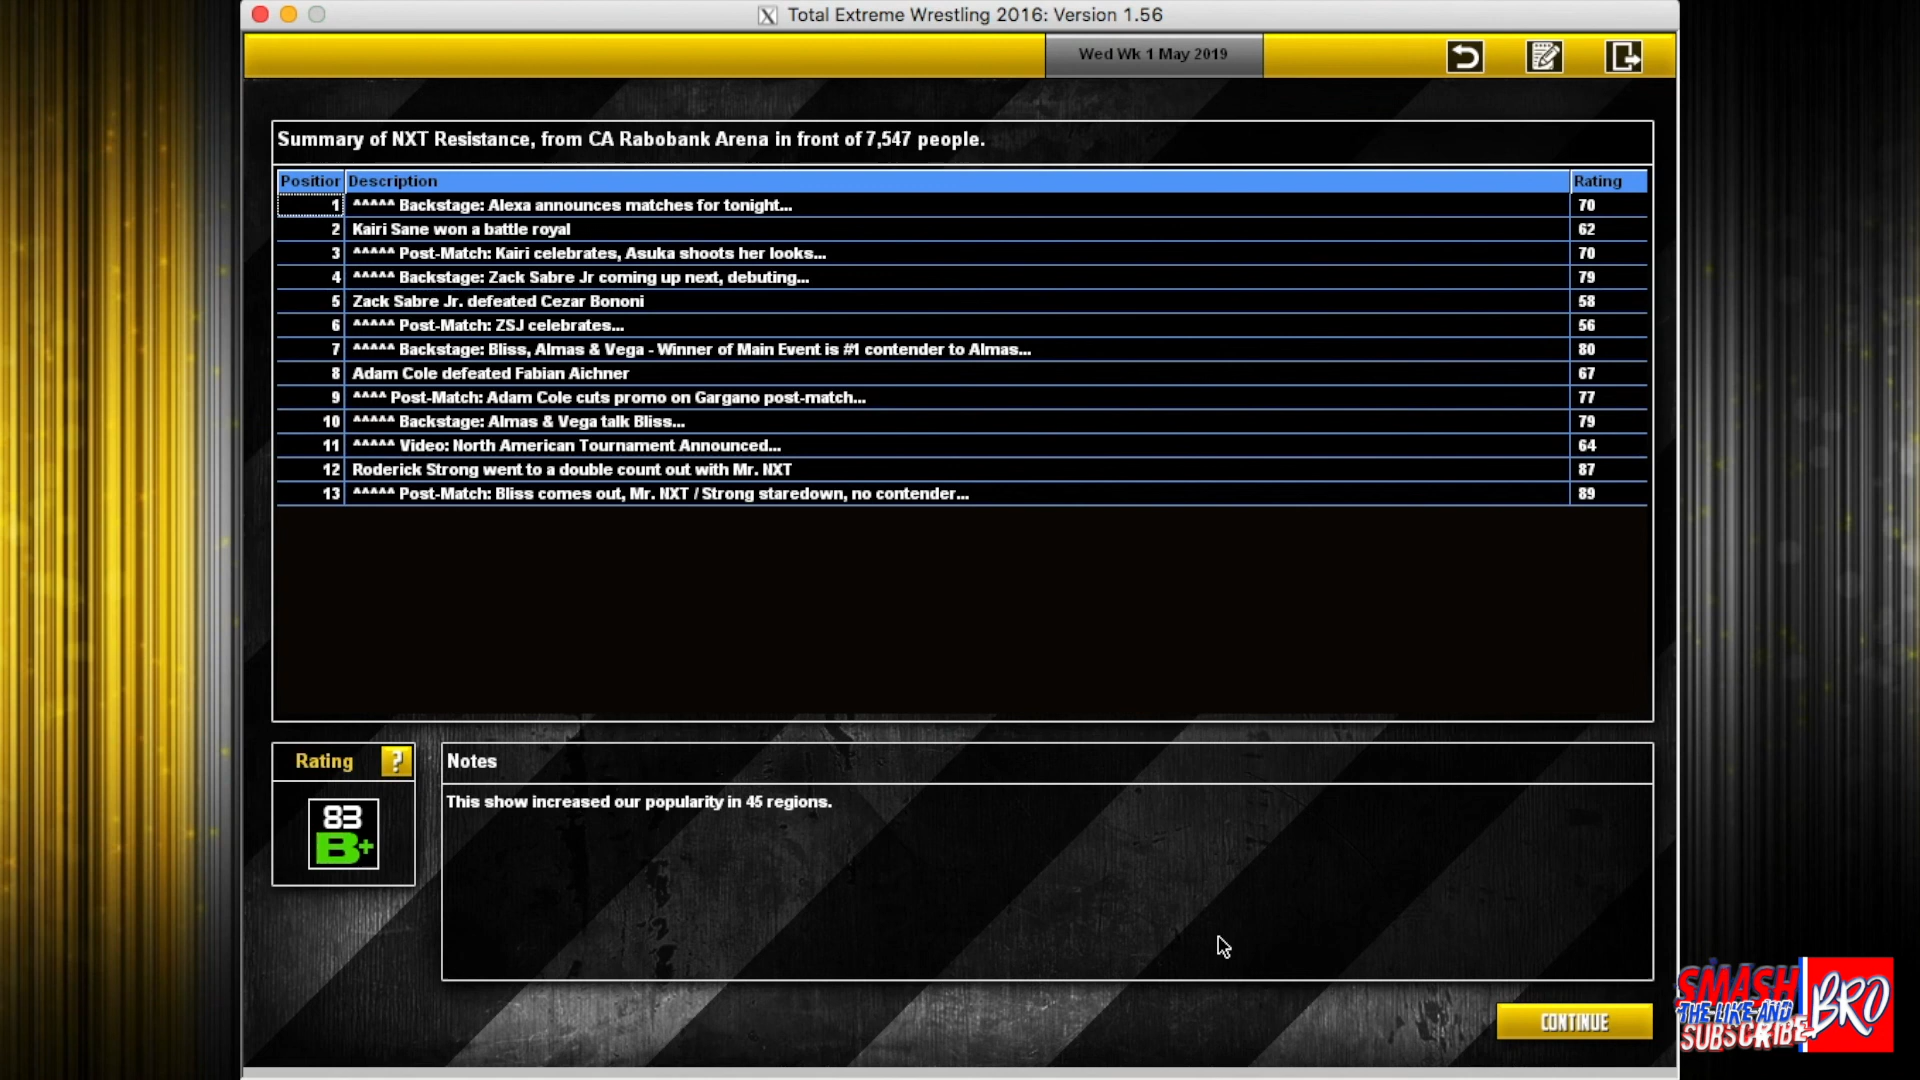 Total Extreme Wrestling 2016: Version 1.56
Wed Wk 1 May 2019
Summary of NXT Resistance, from CA Rabobank Arena in front of 7,547 people.
Position Description Rating
1 ^^^^^ Backstage: Alexa announces matches for tonight... 70
2 Kairi Sane won a battle royal 62
3 ^^^^^ Post-Match: Kairi celebrates, Asuka shoots her looks... 70
4 ^^^^^ Backstage: Zack Sabre Jr coming up next, debuting... 79
5 Zack Sabre Jr. defeated Cezar Bononi 58
6 ^^^^^ Post-Match: ZSJ celebrates... 56
7 ^^^^^ Backstage: Bliss, Almas & Vega - Winner of Main Event is #1 contender to Almas... 80
8 Adam Cole defeated Fabian Aichner 67
9 ^^^^ Post-Match: Adam Cole cuts promo on Gargano post-match... 77
10 ^^^^^ Backstage: Almas & Vega talk Bliss... 79
11 ^^^^^ Video: North American Tournament Announced... 64
12 Roderick Strong went to a double count out with Mr. NXT 87
13 ^^^^^ Post-Match: Bliss comes out, Mr. NXT / Strong staredown, no contender... 89
Rating ?
83
B+
Notes
This show increased our popularity in 45 regions.
CONTINUE
SMASH
THE LIKE AND
SUBSCRIBE
BRO